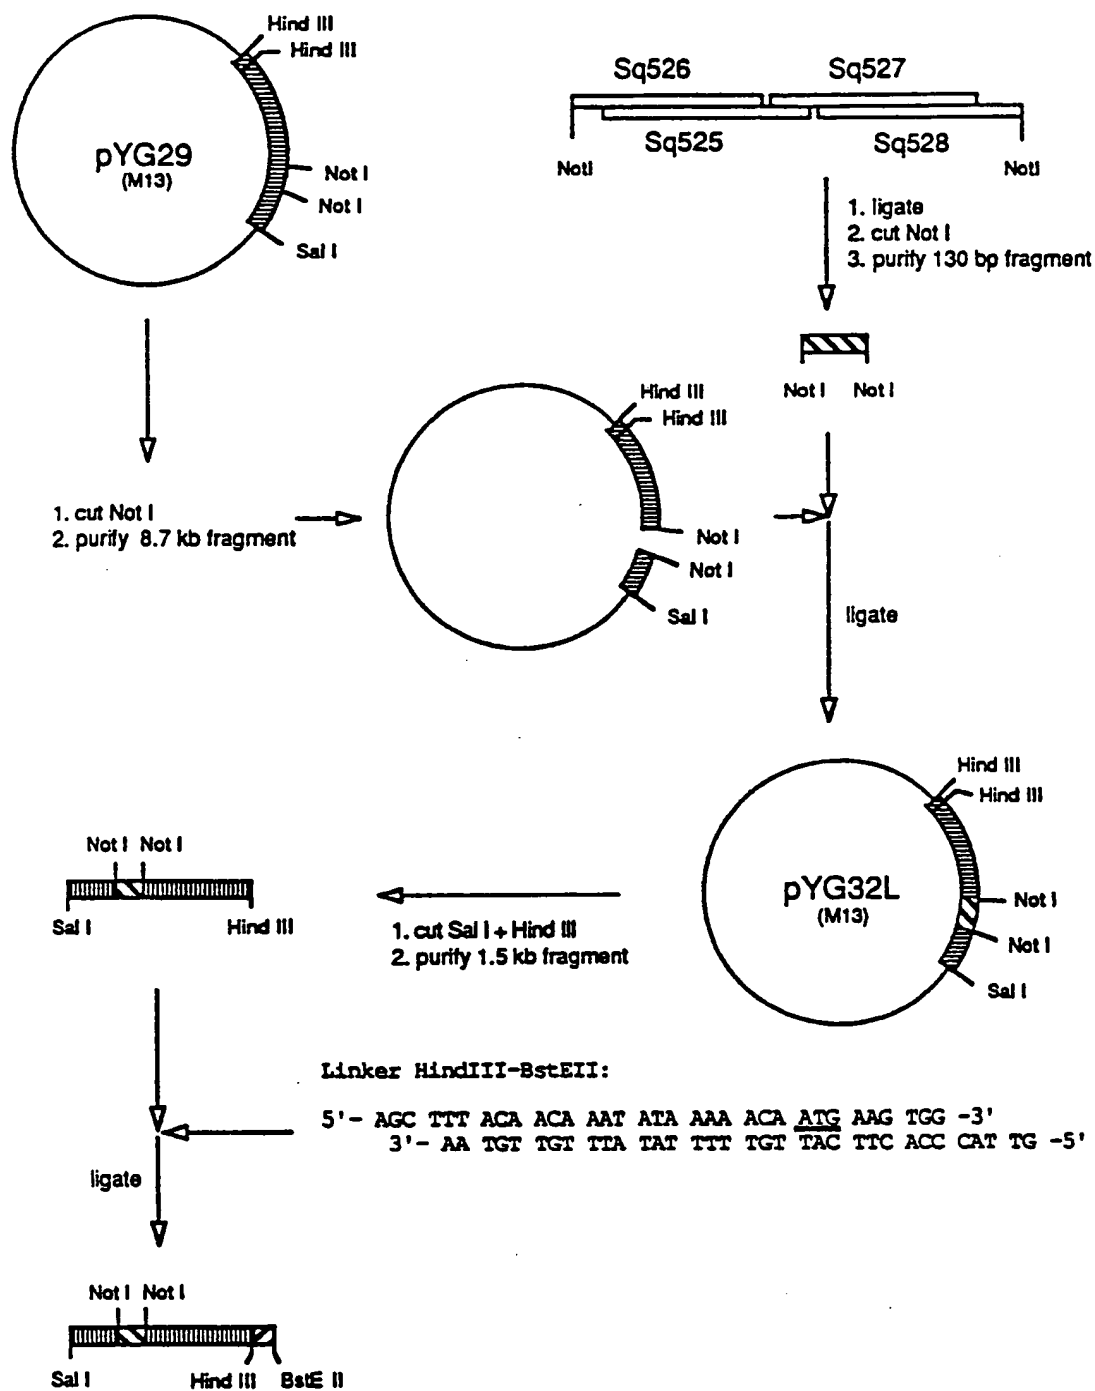 Hind III
Hind III
pYG29
(M13)
Not I
Not I
Sal I
Sq526
Sq527
Sq525
Sq528
NotI
NotI
1. ligate
2. cut Not I
3. purify 130 bp fragment
Not I Not I
1. cut Not I
2. purify 8.7 kb fragment
Hind III
Hind III
Not I
Not I
Sal I
ligate
Hind III
Hind III
pYG32L
(M13)
Not I
Not I
Sal I
1. cut Sal I + Hind III
2. purify 1.5 kb fragment
Not I Not I
Sal I
Hind III
Linker HindIII-BstEII:
5'- AGC TTT ACA ACA AAT ATA AAA ACA ATG AAG TGG -3'
3'- AA TGT TGT TTA TAT TTT TGT TAC TTC ACC CAT TG -5'
ligate
Not I Not I
Sal I
Hind III
BstE II